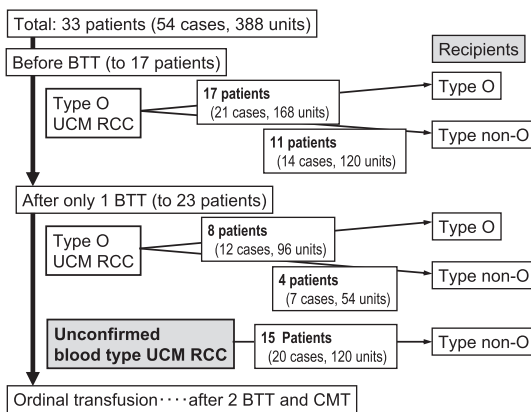 Total: 33 patients (54 cases, 388 units)
Recipients
Before BTT (to 17 patients)
Type O
UCM RCC
17 patients
(21 cases, 168 units)
Type O
11 patients
(14 cases, 120 units)
Type non-O
After only 1 BTT (to 23 patients)
Type O
UCM RCC
8 patients
(12 cases, 96 units)
Type O
4 patients
(7 cases, 54 units)
Type non-O
Unconfirmed
blood type UCM RCC
15 Patients
(20 cases, 120 units)
Type non-O
Ordinal transfusion‥‥after 2 BTT and CMT